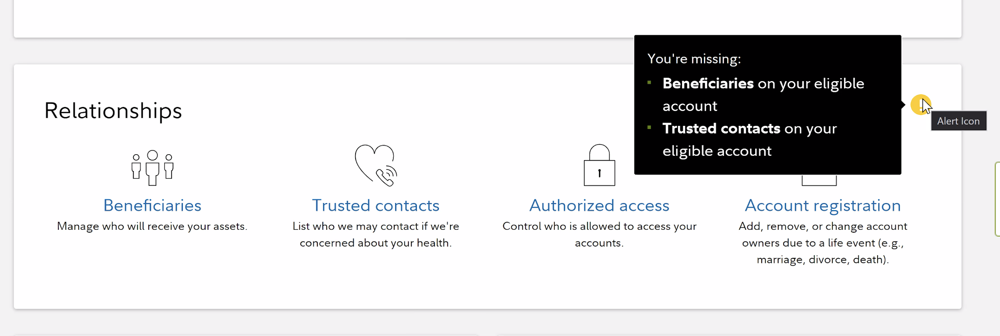 You're missing:
Beneficiaries on your eligible
account
Trusted contacts on your
eligible account
Alert Icon
Relationships
Beneficiaries
Manage who will receive your assets.
Trusted contacts
List who we may contact if we're
concerned about your health.
Authorized access
Control who is allowed to access your
accounts.
Account registration
Add, remove, or change account
owners due to a life event (e.g.,
marriage, divorce, death).